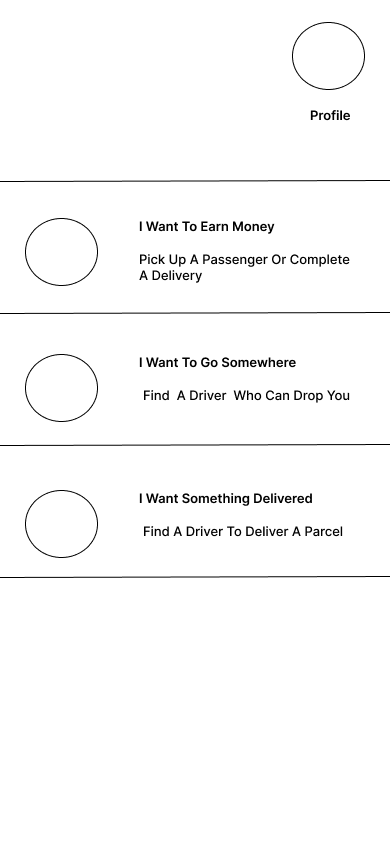 Profile
I Want To Earn Money
Pick Up A Passenger Or Complete
A Delivery
I Want To Go Somewhere
Find A Driver Who Can Drop You
I Want Something Delivered
Find A Driver To Deliver A Parcel